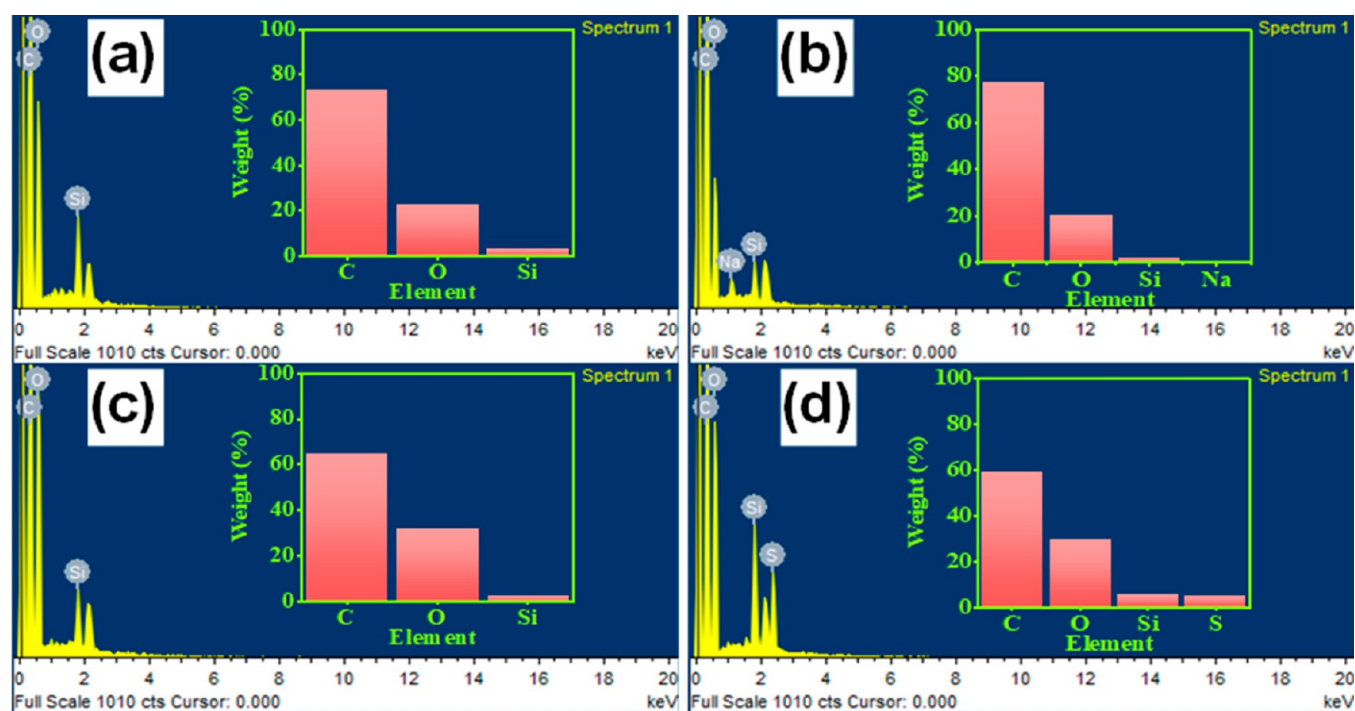 (a)
Spectrum 1
O
C
Si
Weight (%)
100
80
60
40
20
0
C O Si
Element
0 2 4 6 8 10 12 14 16 18 20
Full Scale 1010 cts Cursor: 0.000 keV
(b)
Spectrum 1
O
C
Na
Si
Weight (%)
100
80
60
40
20
0
C O Si Na
Element
0 2 4 6 8 10 12 14 16 18 20
Full Scale 1010 cts Cursor: 0.000 keV
(c)
Spectrum 1
O
C
Si
Weight (%)
100
80
60
40
20
0
C O Si
Element
0 2 4 6 8 10 12 14 16 18 20
Full Scale 1010 cts Cursor: 0.000 keV
(d)
Spectrum 1
O
C
Si
S
Weight (%)
100
80
60
40
20
0
C O Si S
Element
0 2 4 6 8 10 12 14 16 18 20
Full Scale 1010 cts Cursor: 0.000 keV